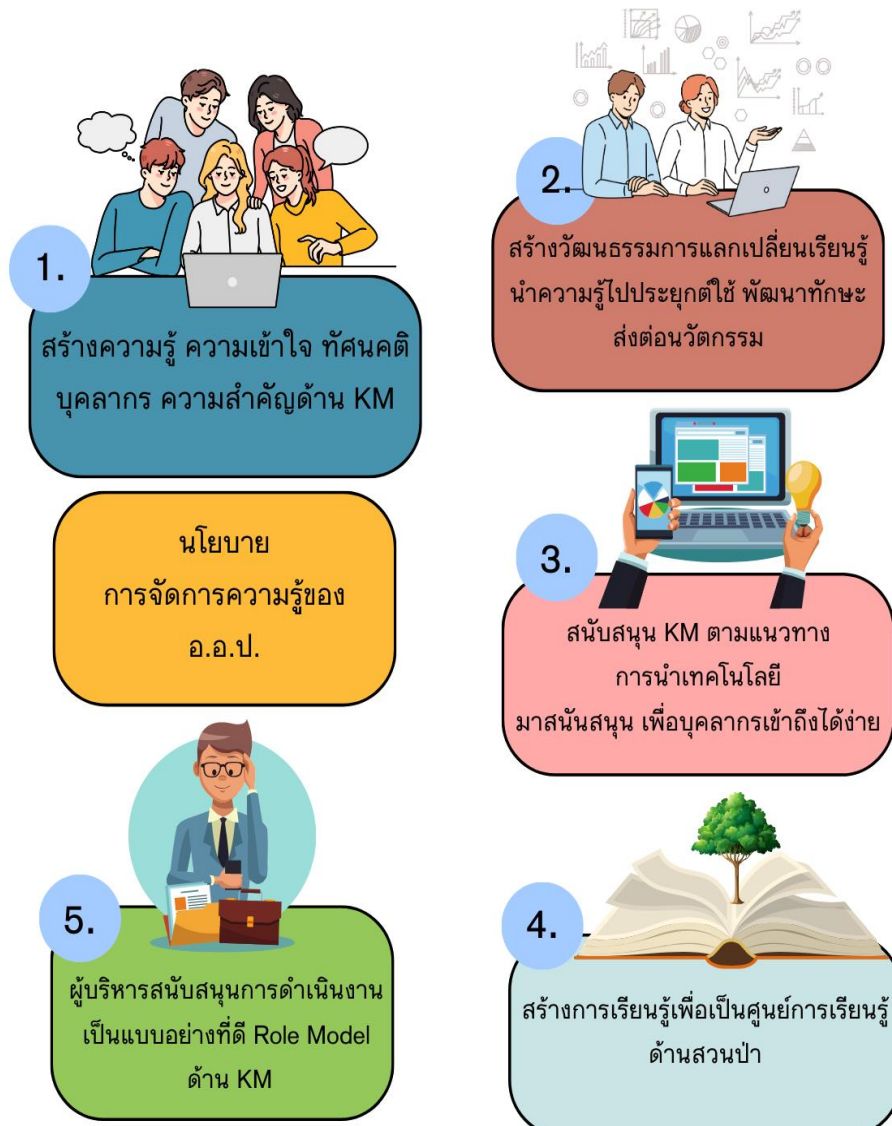 1.
สร้างความรู้ ความเข้าใจ ทัศนคติ
บุคลากร ความสำคัญด้าน KM
2.
สร้างวัฒนธรรมการแลกเปลี่ยนเรียนรู้
นำความรู้ไปประยุกต์ใช้ พัฒนาทักษะ
ส่งต่อนวัตกรรม
นโยบาย
การจัดการความรู้ของ
อ.อ.ป.
3.
สนับสนุน KM ตามแนวทาง
การนำเทคโนโลยี
มาสนันสนุน เพื่อบุคลากรเข้าถึงได้ง่าย
4.
สร้างการเรียนรู้เพื่อเป็นศูนย์การเรียนรู้
ด้านสวนป่า
5.
ผู้บริหารสนับสนุนการดำเนินงาน
เป็นแบบอย่างที่ดี Role Model
ด้าน KM